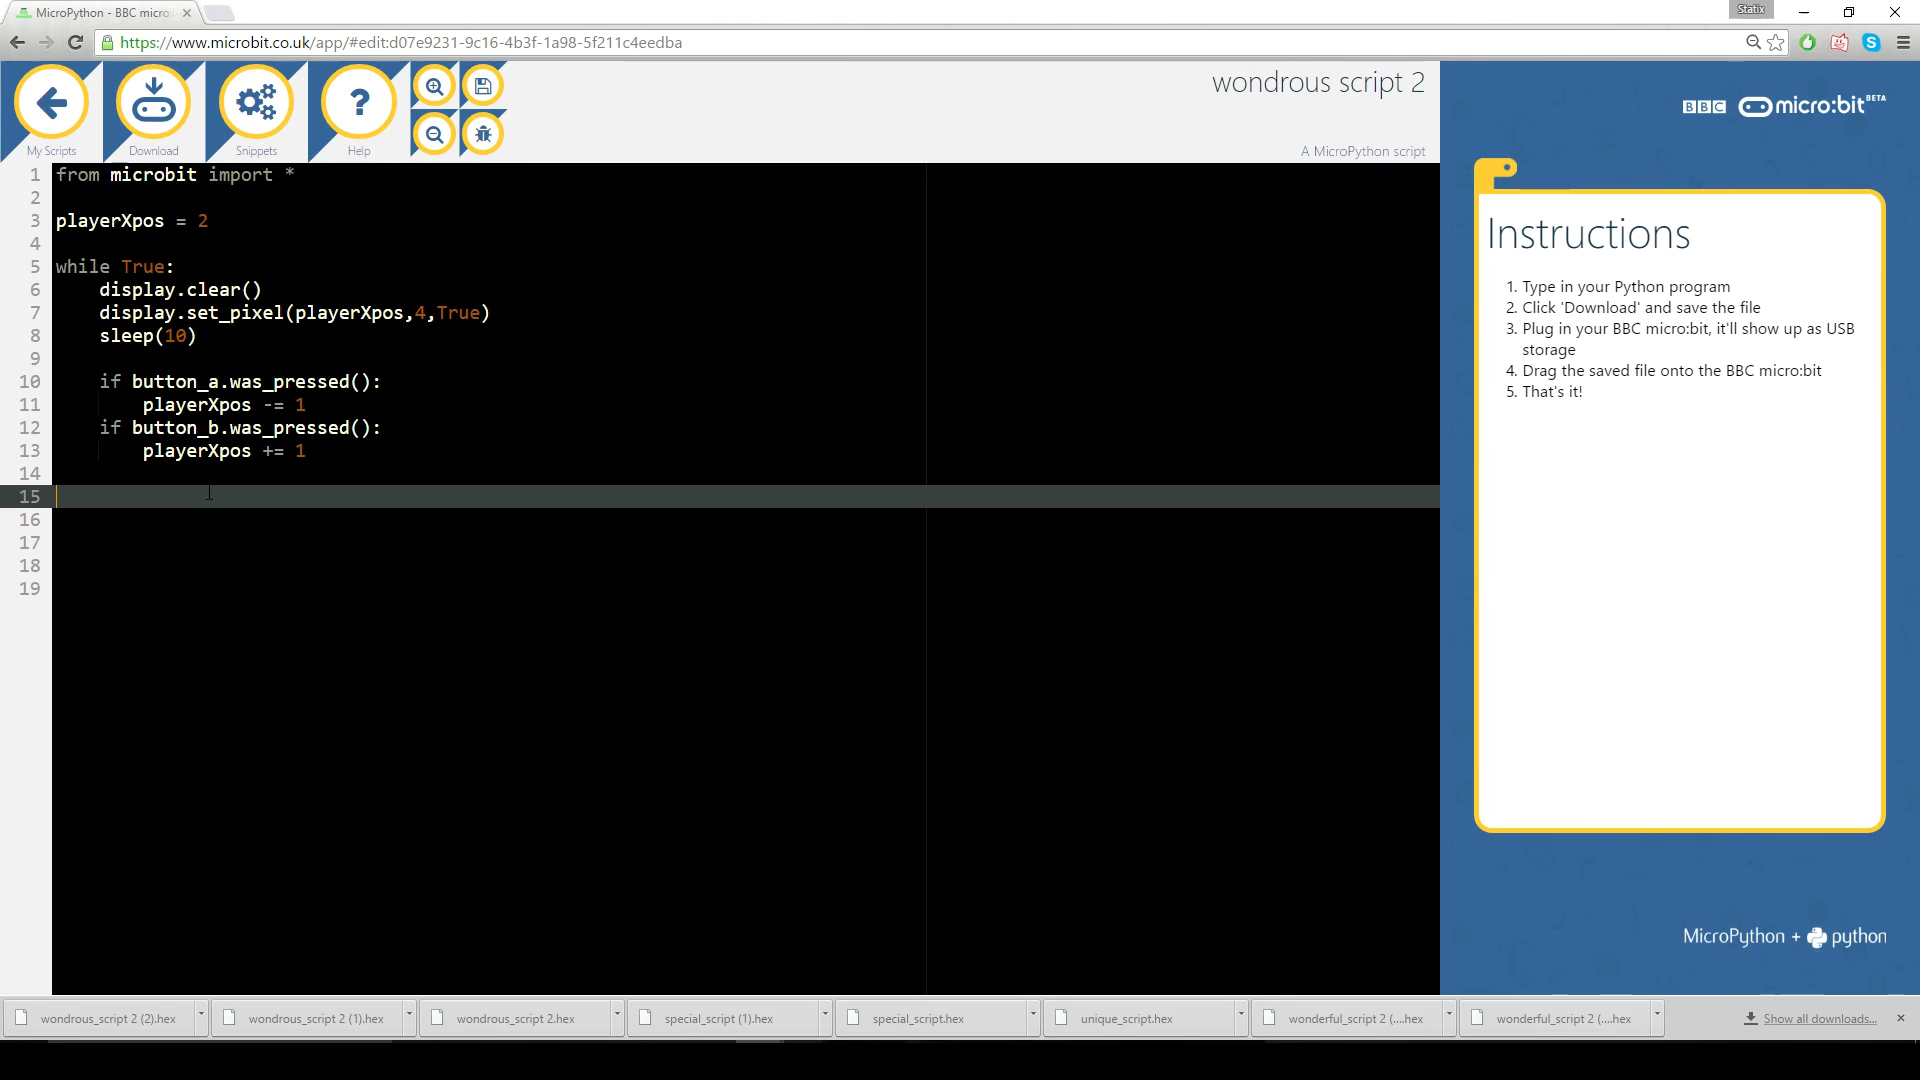 MicroPython - BBC micro:
Statix
https://www.microbit.co.uk/app/#edit:d07e9231-9c16-4b3f-1a98-5f211c4eedba
My Scripts
Download
Snippets
?
Help
wondrous script 2
A MicroPython script
BBC micro:bit BETA
1 from microbit import *
2
3 playerXpos = 2
4
5 while True:
6     display.clear()
7     display.set_pixel(playerXpos,4,True)
8     sleep(10)
9
10     if button_a.was_pressed():
11         playerXpos -= 1
12     if button_b.was_pressed():
13         playerXpos += 1
14
15
16
17
18
19
Instructions
1. Type in your Python program
2. Click 'Download' and save the file
3. Plug in your BBC micro:bit, it'll show up as USB
storage
4. Drag the saved file onto the BBC micro:bit
5. That's it!
MicroPython + python
wondrous_script 2 (2).hex
wondrous_script 2 (1).hex
wondrous_script 2.hex
special_script (1).hex
special_script.hex
unique_script.hex
wonderful_script 2 (....hex
wonderful_script 2 (....hex
Show all downloads...